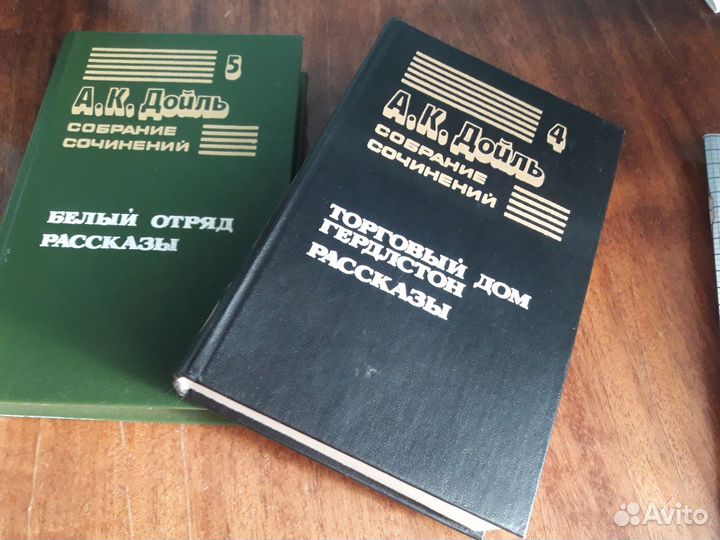 5
А.К. Дойль
СОБРАНИЕ
СОЧИНЕНИЙ
БЕЛЫЙ ОТРЯД
РАССКАЗЫ
4
А.К. Дойль
СОБРАНИЕ
СОЧИНЕНИЙ
ТОРГОВЫЙ ДОМ
ГЕРДЛСТОН
РАССКАЗЫ
Avito